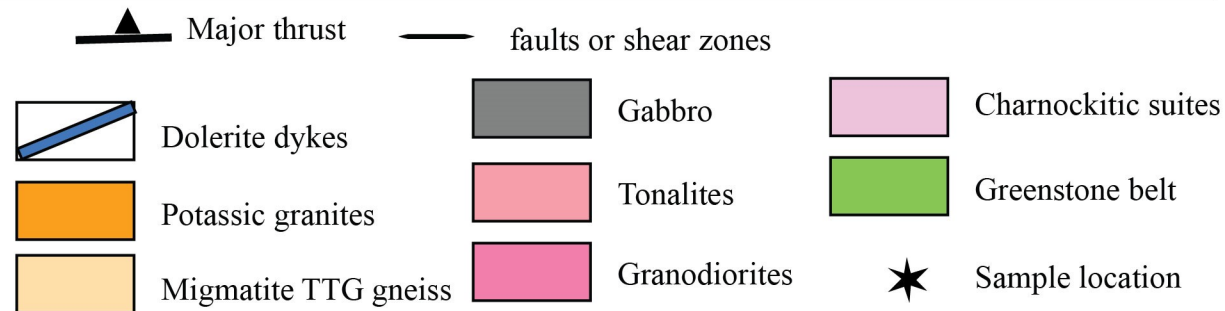 Major thrust
faults or shear zones
Dolerite dykes
Gabbro
Charnockitic suites
Potassic granites
Tonalites
Greenstone belt
Migmatite TTG gneiss
Granodiorites
Sample location